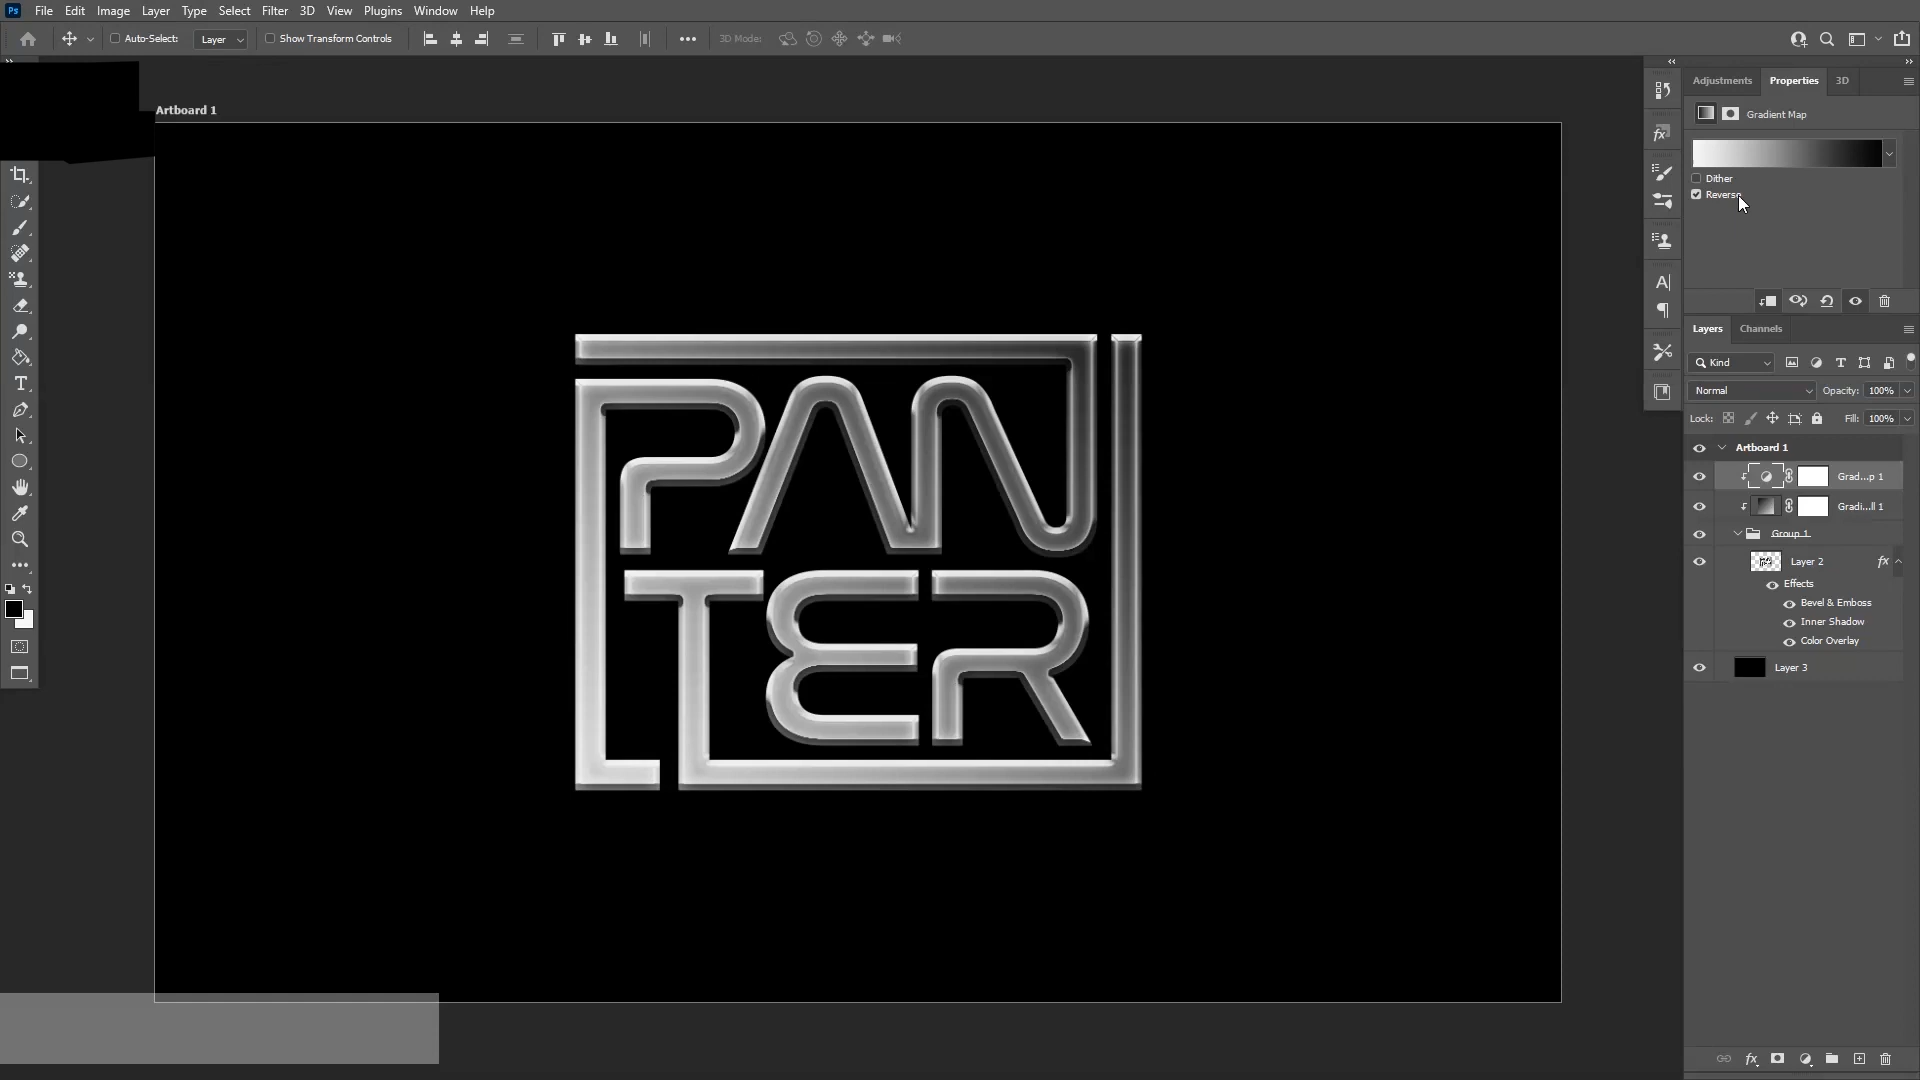 Ps File Edit Image Layer Type Select Filter 3D View Plugins Window Help
Auto-Select: Layer Show Transform Controls 3D Mode:
Artboard 1
Adjustments Properties 3D
Gradient Map
Dither
Reverse
Layers Channels
Kind
Normal Opacity: 100%
Lock: Fill: 100%
Artboard 1
Grad...p 1
Gradi...ll 1
Group 1
Layer 2 fx
Effects
Bevel & Emboss
Inner Shadow
Color Overlay
Layer 3
PAN
TER